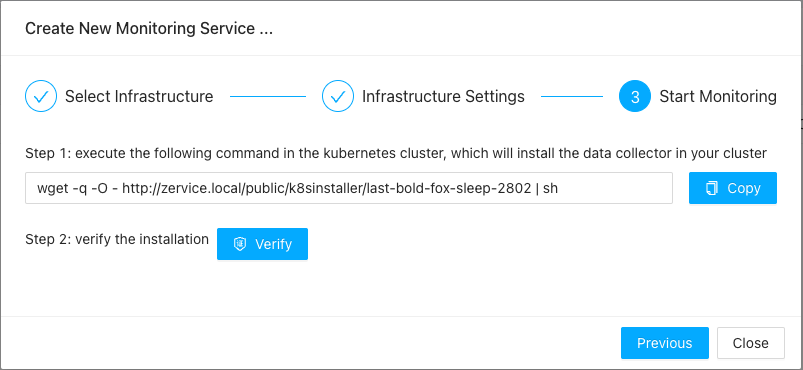 Create New Monitoring Service ...
Select Infrastructure
Infrastructure Settings
3 Start Monitoring
Step 1: execute the following command in the kubernetes cluster, which will install the data collector in your cluster
wget -q -O - http://zervice.local/public/k8sinstaller/last-bold-fox-sleep-2802 | sh
Copy
Step 2: verify the installation
Verify
Previous
Close